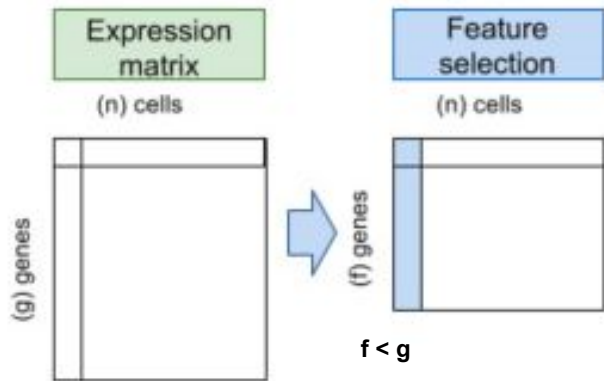 Expression
matrix
Feature
selection
(n) cells
(n) cells
(g) genes
(f) genes
f < g